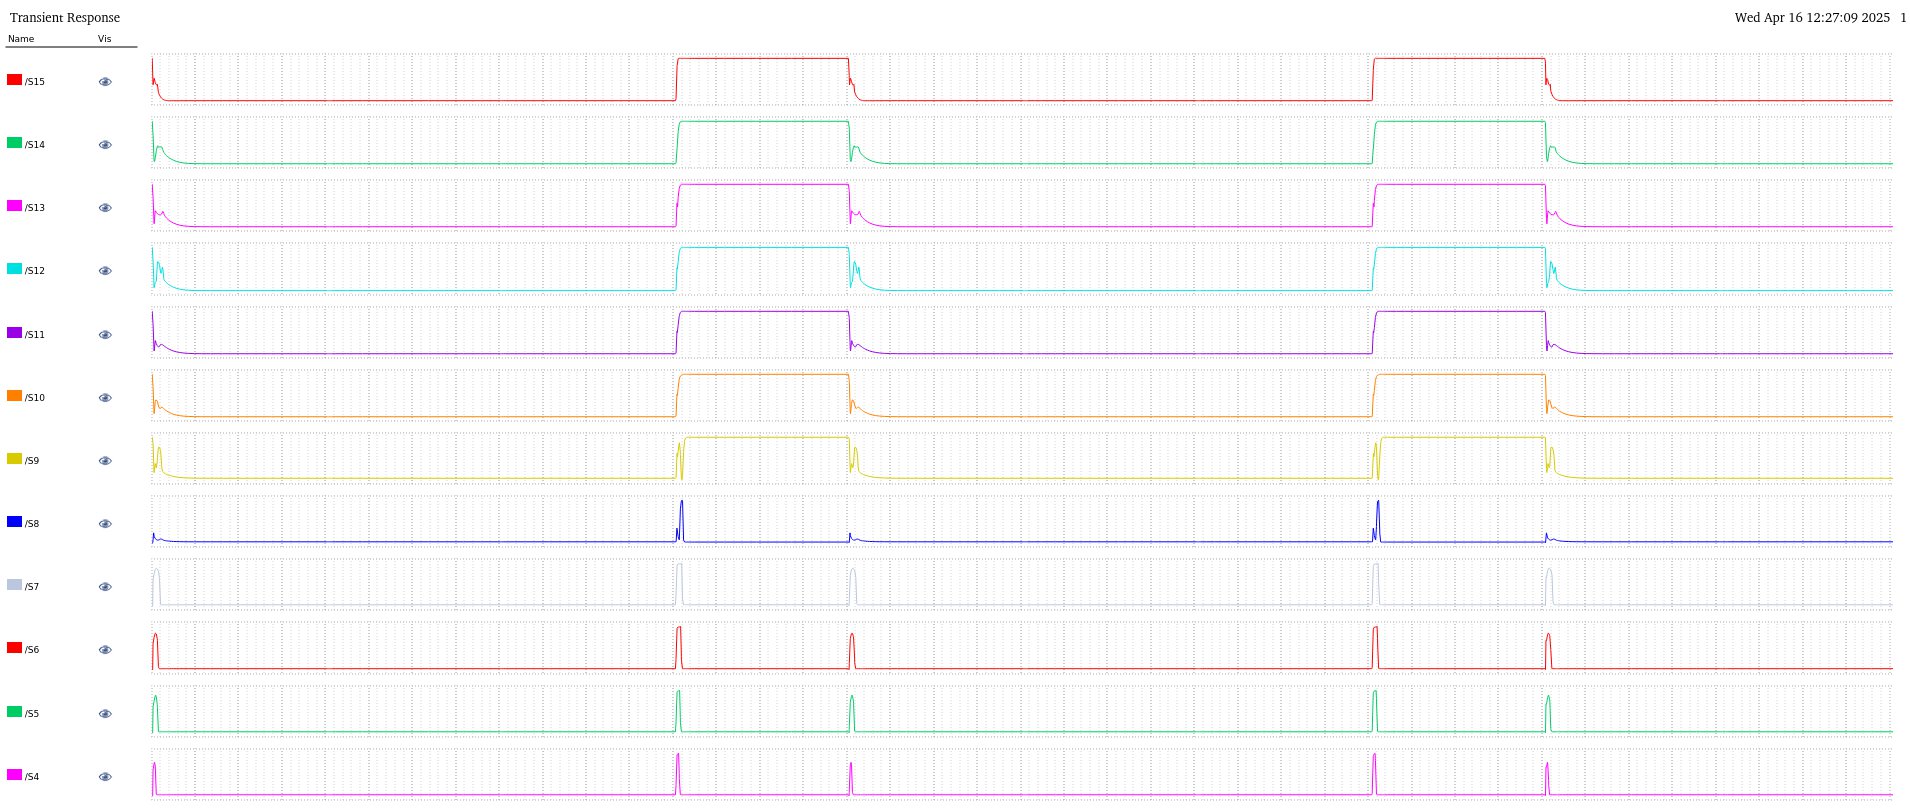 Transient Response Wed Apr 16 12:27:09 2025 1
Name Vis
/S15
/S14
/S13
/S12
/S11
/S10
/S9
/S8
/S7
/S6
/S5
/S4